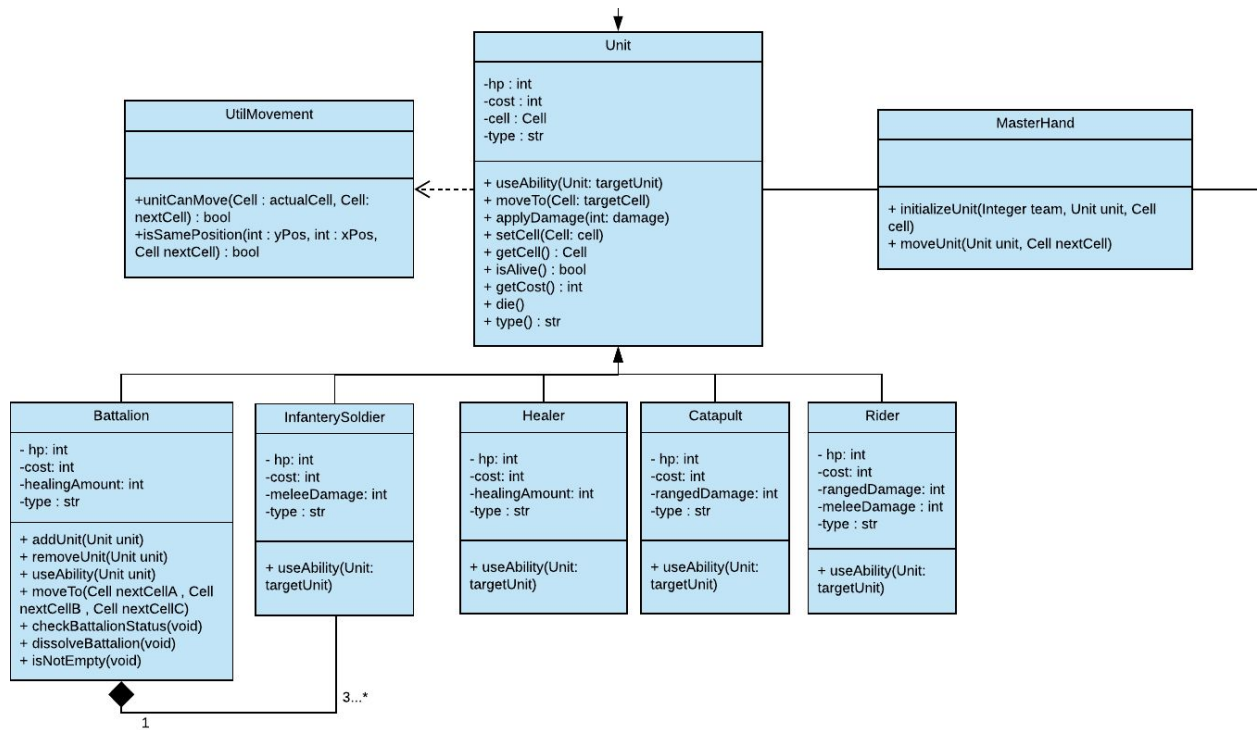 Unit
-hp : int
-cost : int
-cell : Cell
-type : str
+ useAbility(Unit: targetUnit)
+ moveTo(Cell: targetCell)
+ applyDamage(int: damage)
+ setCell(Cell: cell)
+ getCell() : Cell
+ isAlive() : bool
+ getCost() : int
+ die()
+ type() : str
UtilMovement
+unitCanMove(Cell : actualCell, Cell:
nextCell) : bool
+isSamePosition(int : yPos, int : xPos,
Cell nextCell) : bool
MasterHand
+ initializeUnit(Integer team, Unit unit, Cell
cell)
+ moveUnit(Unit unit, Cell nextCell)
Battalion
- hp: int
-cost: int
-healingAmount: int
-type : str
+ addUnit(Unit unit)
+ removeUnit(Unit unit)
+ useAbility(Unit unit)
+ moveTo(Cell nextCellA , Cell
nextCellB , Cell nextCellC)
+ checkBattalionStatus(void)
+ dissolveBattalion(void)
+ isNotEmpty(void)
InfanterySoldier
- hp: int
-cost: int
-meleeDamage: int
-type : str
+ useAbility(Unit:
targetUnit)
Healer
- hp: int
-cost: int
-healingAmount: int
-type : str
+ useAbility(Unit:
targetUnit)
Catapult
- hp: int
-cost: int
-rangedDamage: int
-type : str
+ useAbility(Unit:
targetUnit)
Rider
- hp: int
-cost: int
-rangedDamage: int
-meleeDamage : int
-type : str
+ useAbility(Unit:
targetUnit)
1
3...*